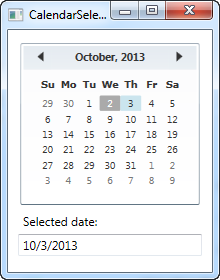 CalendarSele...
October, 2013
Su Mo Tu We Th Fr Sa
29 30 1 2 3 4 5
6 7 8 9 10 11 12
13 14 15 16 17 18 19
20 21 22 23 24 25 26
27 28 29 30 31 1 2
3 4 5 6 7 8 9
Selected date:
10/3/2013